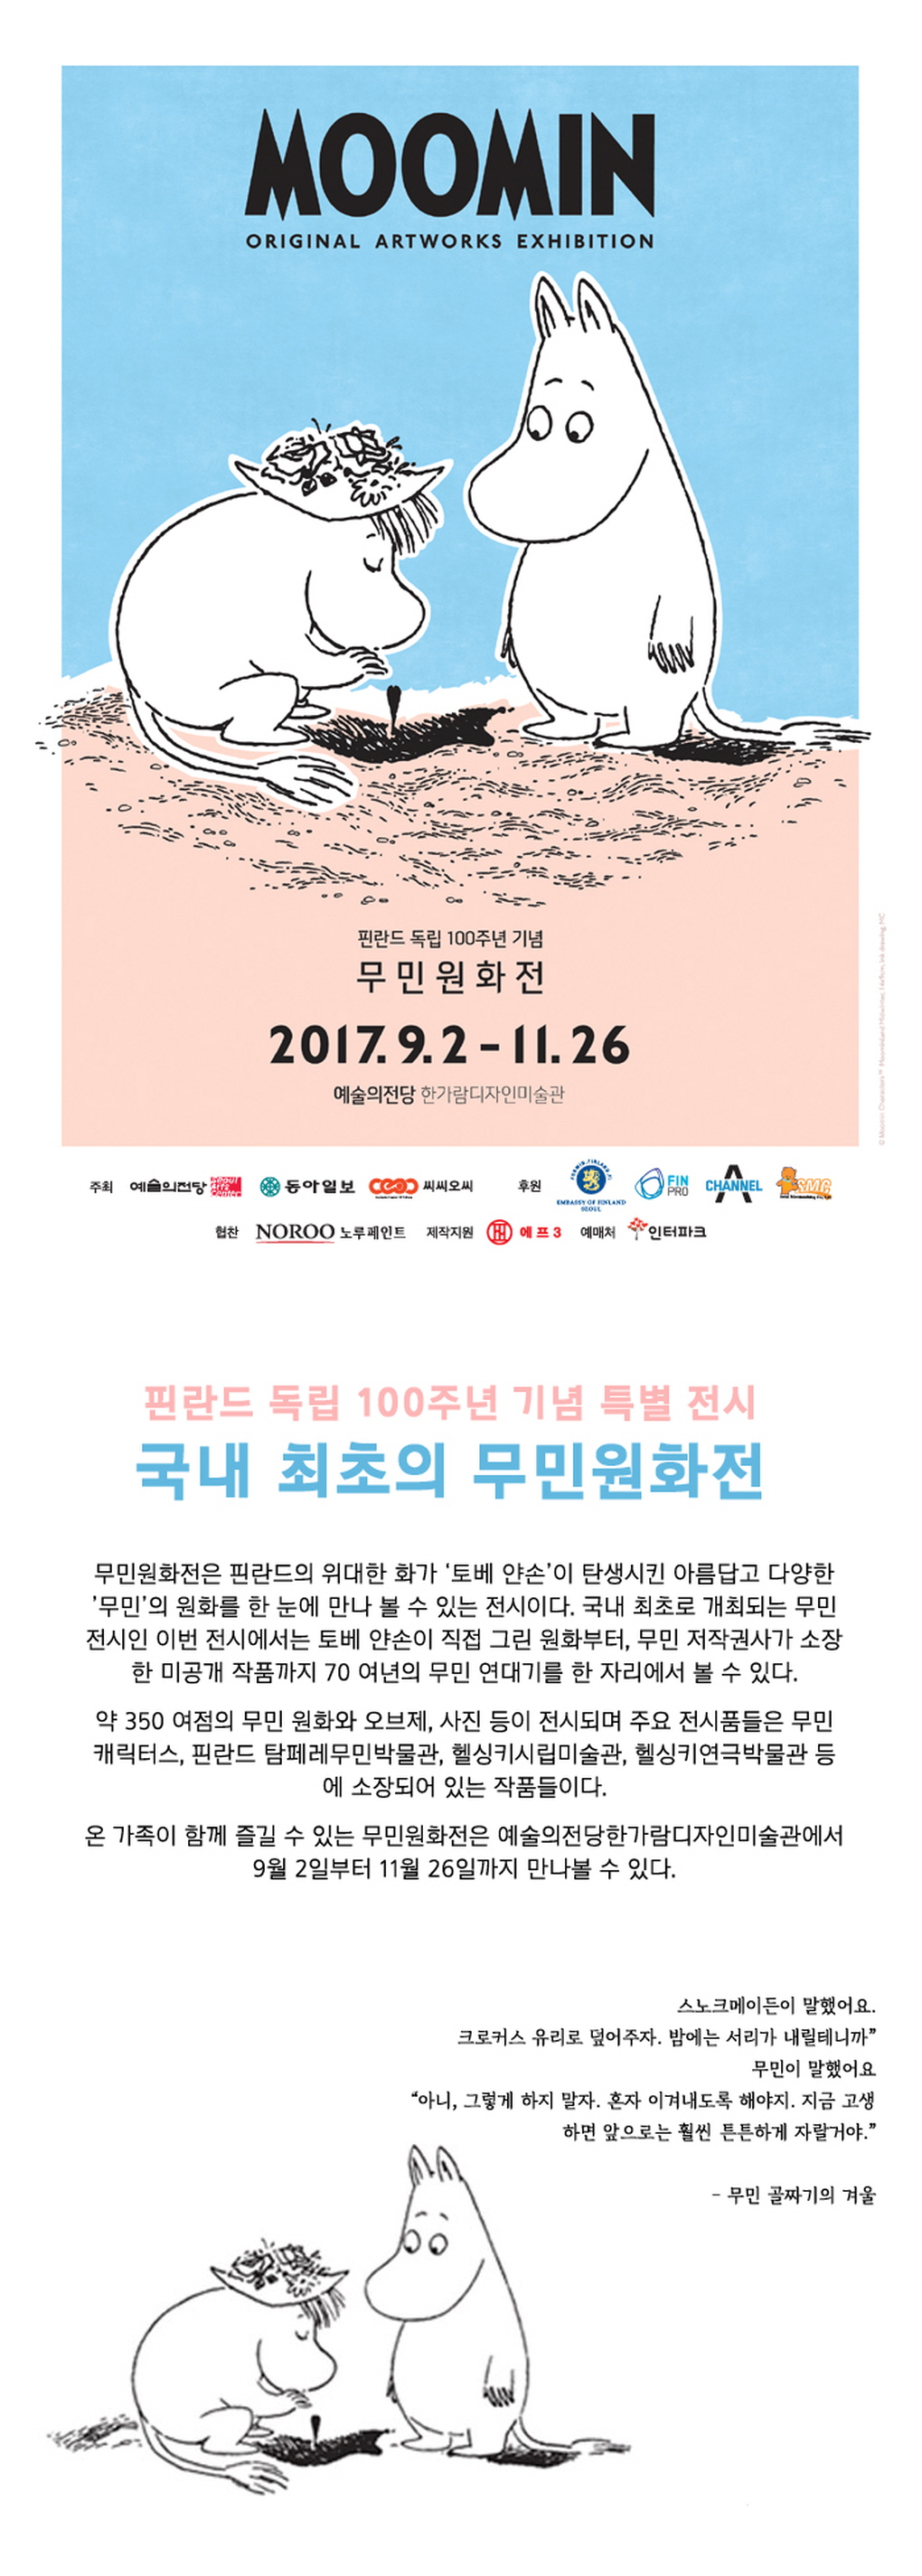 MOOMIN
ORIGINAL ARTWORKS EXHIBITION
핀란드 독립 100주년 기념
무민원화전
2017. 9. 2 - 11. 26
예술의전당 한가람디자인미술관
주최 예술의전당 동아일보 씨씨오씨 후원 EMBASSY OF FINLAND SEOUL FIN PRO A CHANNEL SMC
협찬 NOROO 노루페인트 제작지원 에프3 예매처 인터파크
핀란드 독립 100주년 기념 특별 전시
국내 최초의 무민원화전
무민원화전은 핀란드의 위대한 화가 ‘토베 얀손’이 탄생시킨 아름답고 다양한
’무민’의 원화를 한 눈에 만나 볼 수 있는 전시이다. 국내 최초로 개최되는 무민
전시인 이번 전시에서는 토베 얀손이 직접 그린 원화부터, 무민 저작권사가 소장
한 미공개 작품까지 70 여년의 무민 연대기를 한 자리에서 볼 수 있다.
약 350 여점의 무민 원화와 오브제, 사진 등이 전시되며 주요 전시품들은 무민
캐릭터스, 핀란드 탐페레무민박물관, 헬싱키시립미술관, 헬싱키연극박물관 등
에 소장되어 있는 작품들이다.
온 가족이 함께 즐길 수 있는 무민원화전은 예술의전당한가람디자인미술관에서
9월 2일부터 11월 26일까지 만나볼 수 있다.
스노크메이든이 말했어요.
크로커스 유리로 덮어주자. 밤에는 서리가 내릴테니까”
무민이 말했어요
“아니, 그렇게 하지 말자. 혼자 이겨내도록 해야지. 지금 고생
하면 앞으로는 훨씬 튼튼하게 자랄거야.”
- 무민 골짜기의 겨울